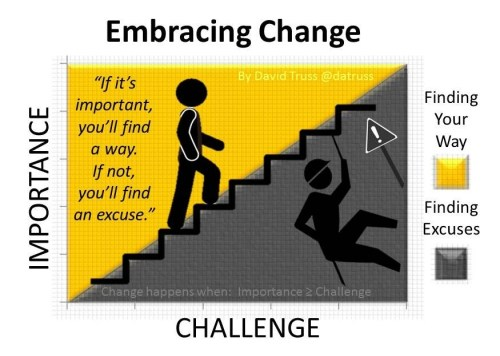 Embracing Change
By David Truss @datruss
“If it’s
important,
you’ll find
a way.
If not,
you’ll find
an excuse.”
IMPORTANCE
Finding
Your
Way
Finding
Excuses
!
Change happens when: Importance ≥ Challenge
CHALLENGE